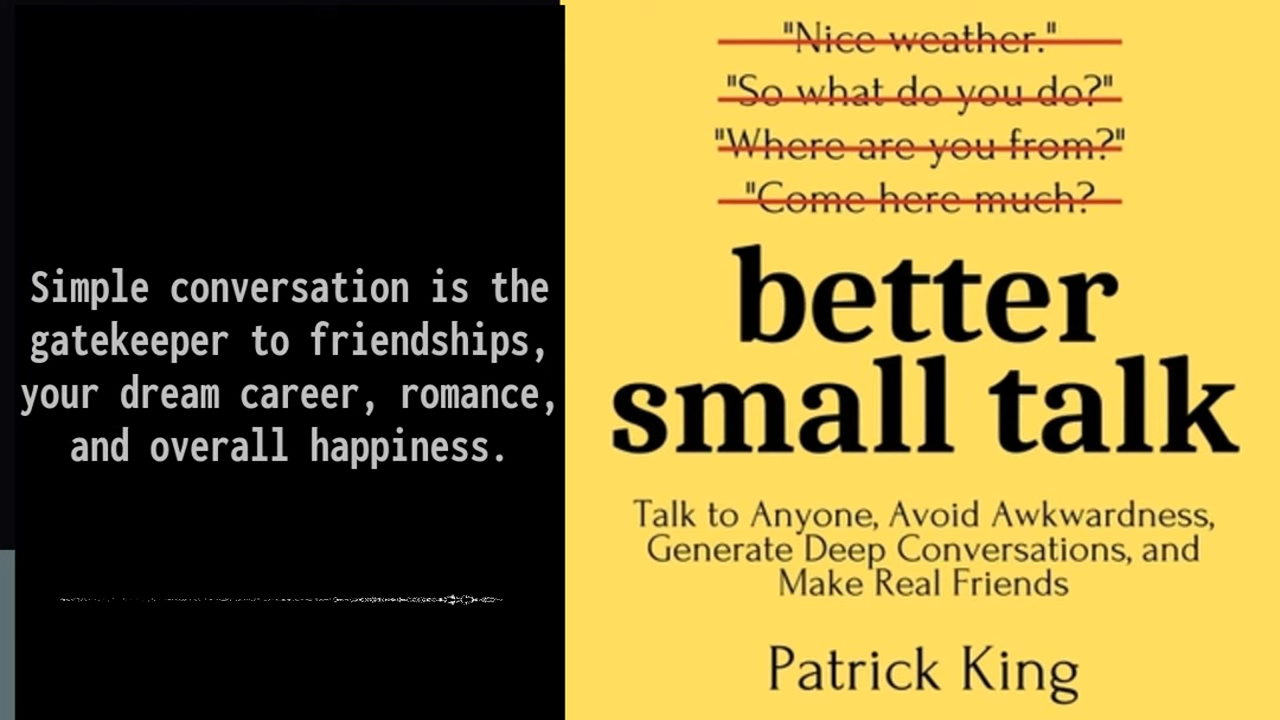 Simple conversation is the
gatekeeper to friendships,
your dream career, romance,
and overall happiness.
"Nice weather."
"So what do you do?"
"Where are you from?"
"Come here much?
better
small talk
Talk to Anyone, Avoid Awkwardness,
Generate Deep Conversations, and
Make Real Friends
Patrick King